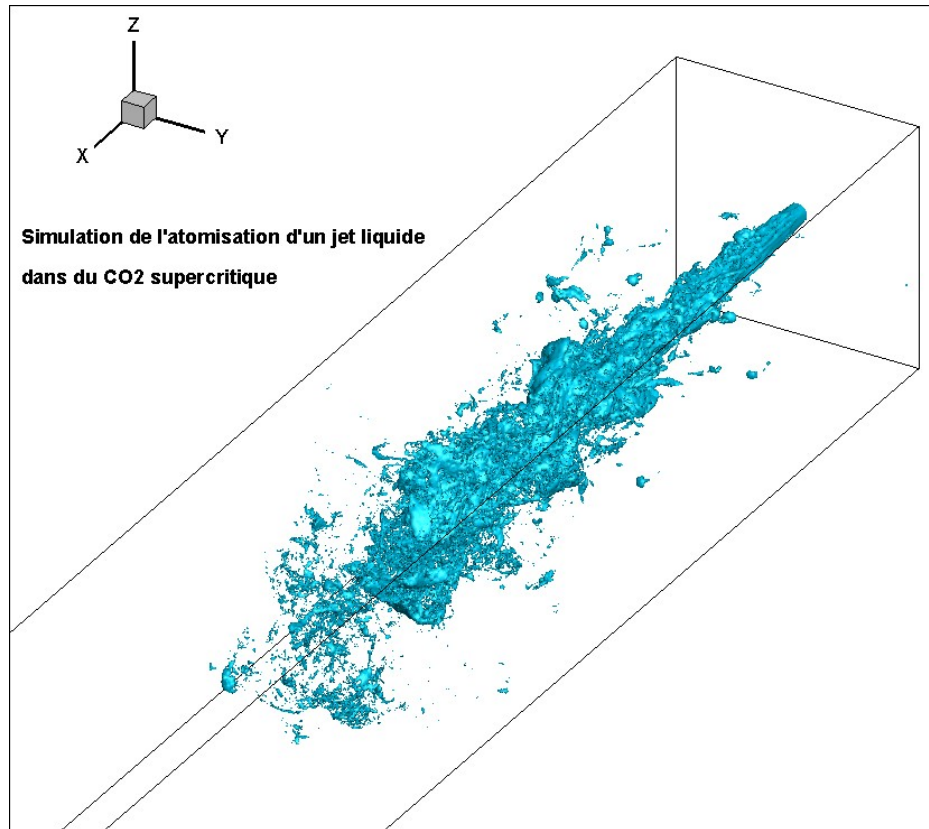 Z
Y
X
Simulation de l'atomisation d'un jet liquide
dans du CO2 supercritique